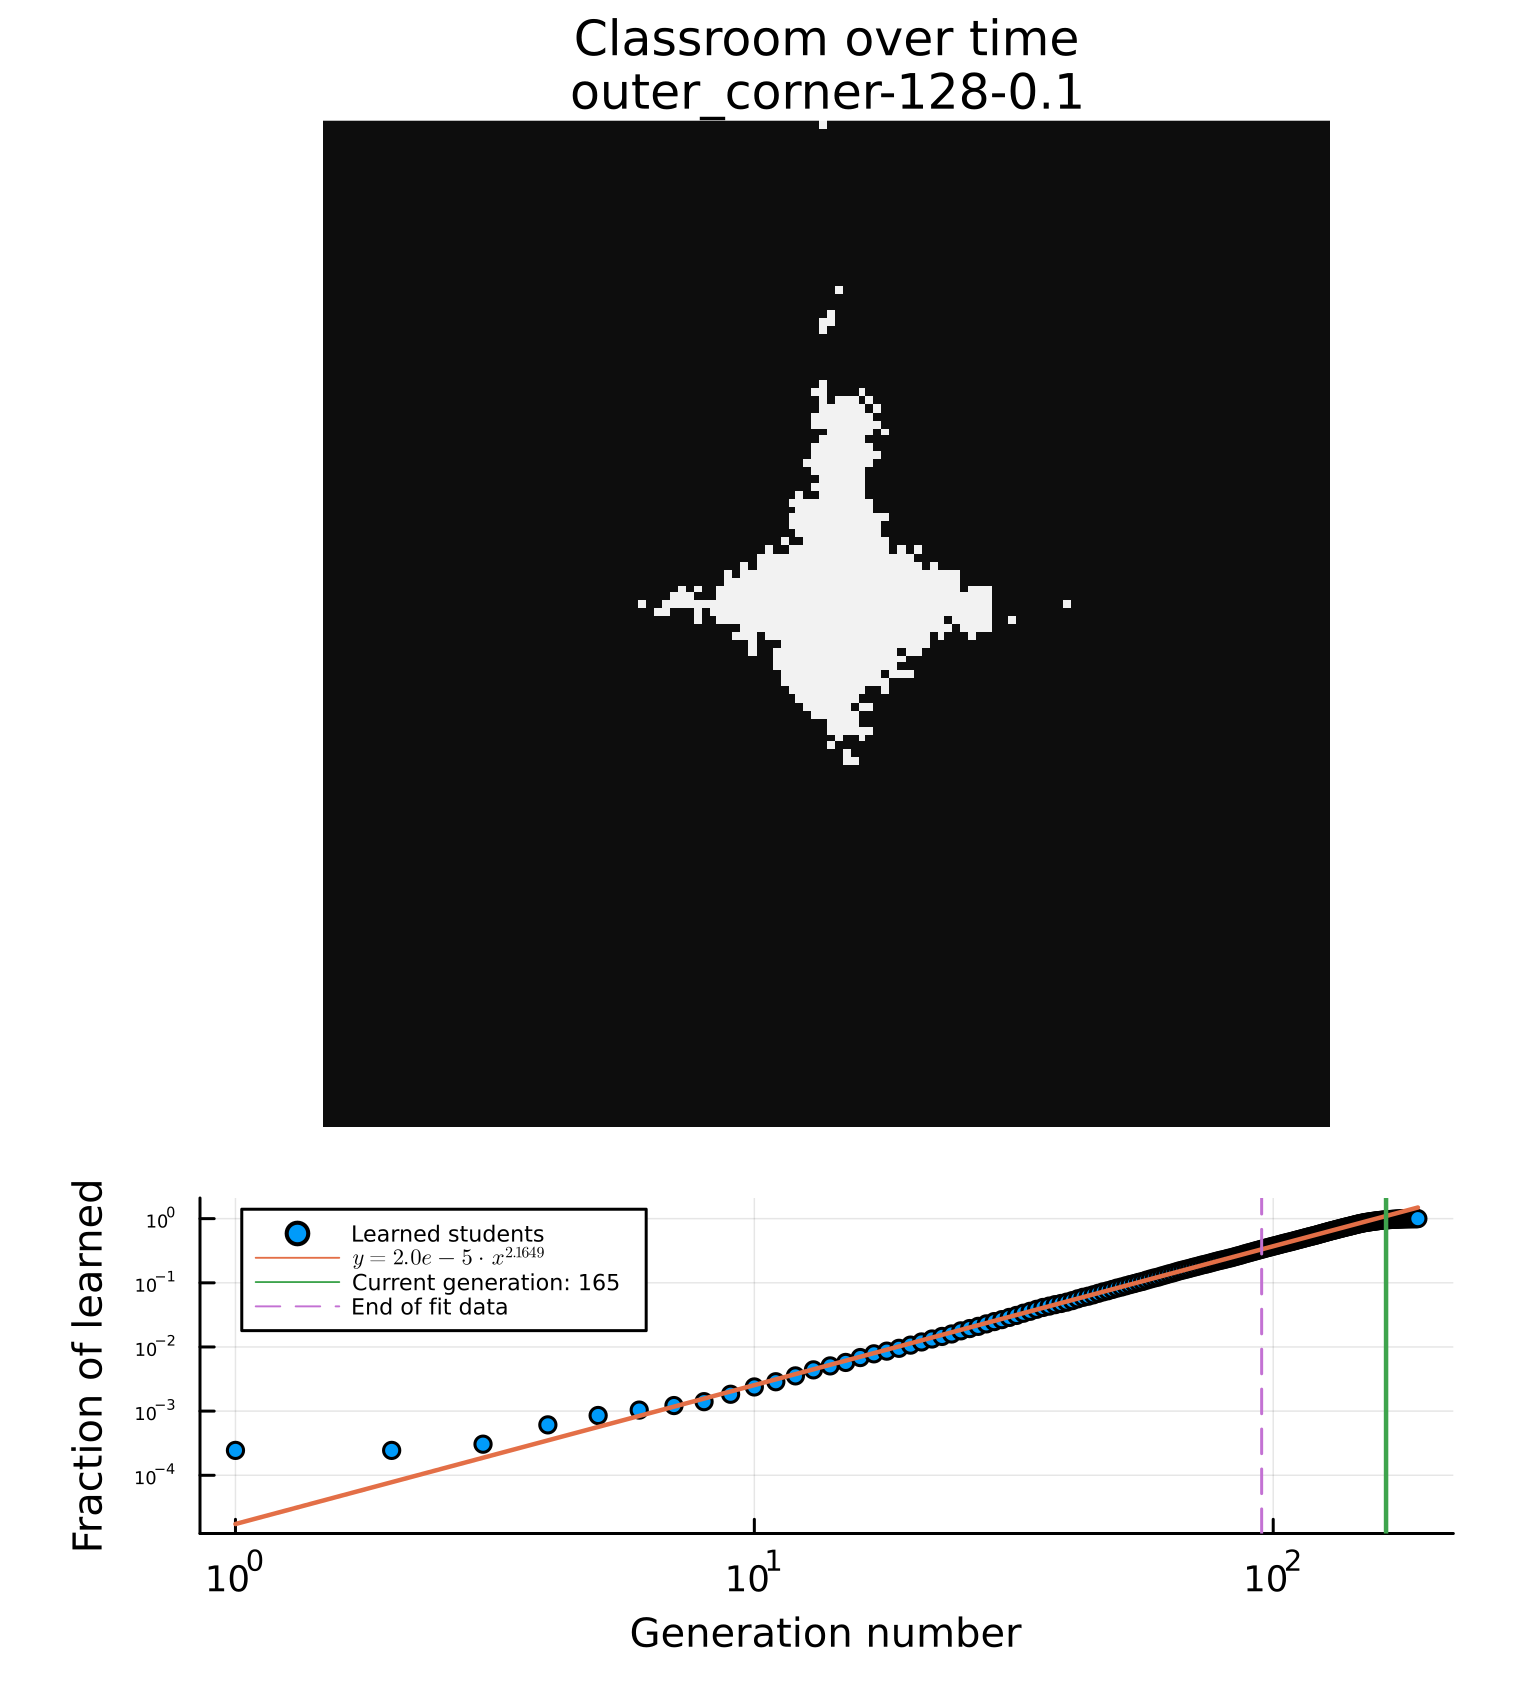 Classroom over time
outer_corner-128-0.1
Fraction of learned
10^0
10^-1
10^-2
10^-3
10^-4
Learned students
y = 2.0e − 5 · x^2.1649
Current generation: 165
End of fit data
10^0 10^1 10^2
Generation number